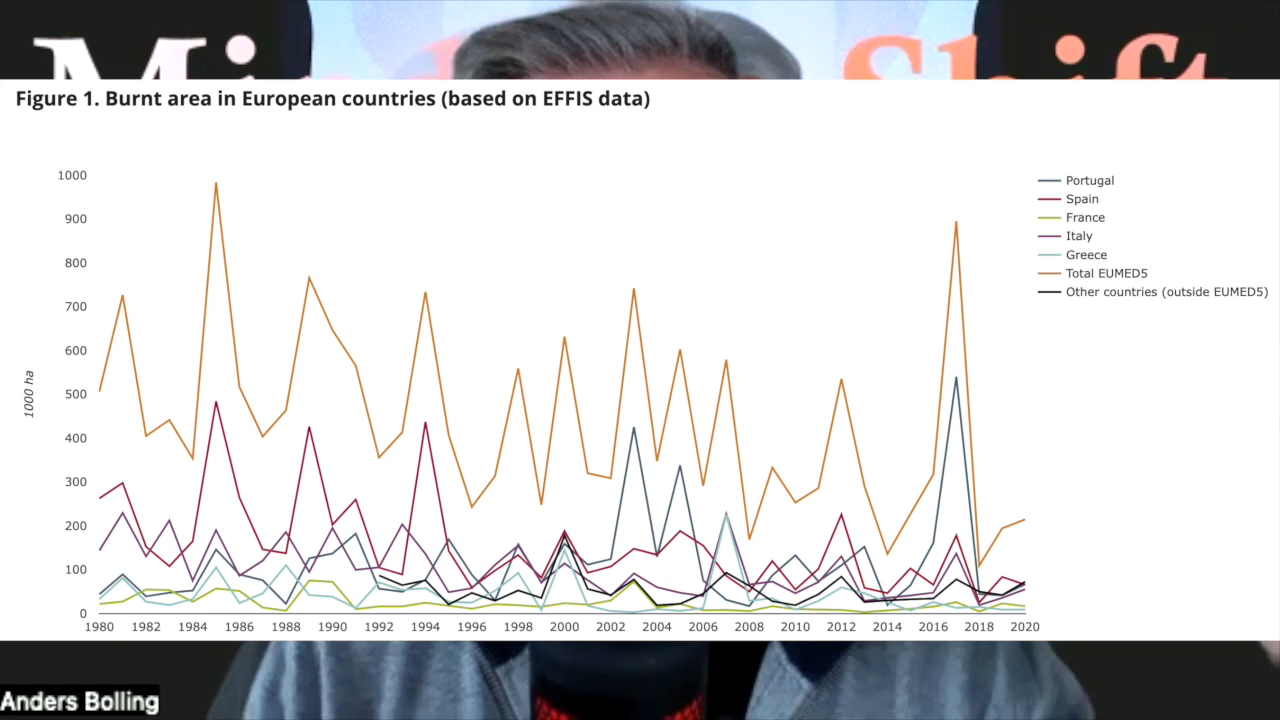 Mind Shift
Figure 1. Burnt area in European countries (based on EFFIS data)
1000
900
800
700
600
500
400
300
200
100
0
1000 ha
1980 1982 1984 1986 1988 1990 1992 1994 1996 1998 2000 2002 2004 2006 2008 2010 2012 2014 2016 2018 2020
Portugal
Spain
France
Italy
Greece
Total EUMED5
Other countries (outside EUMED5)
Anders Bolling